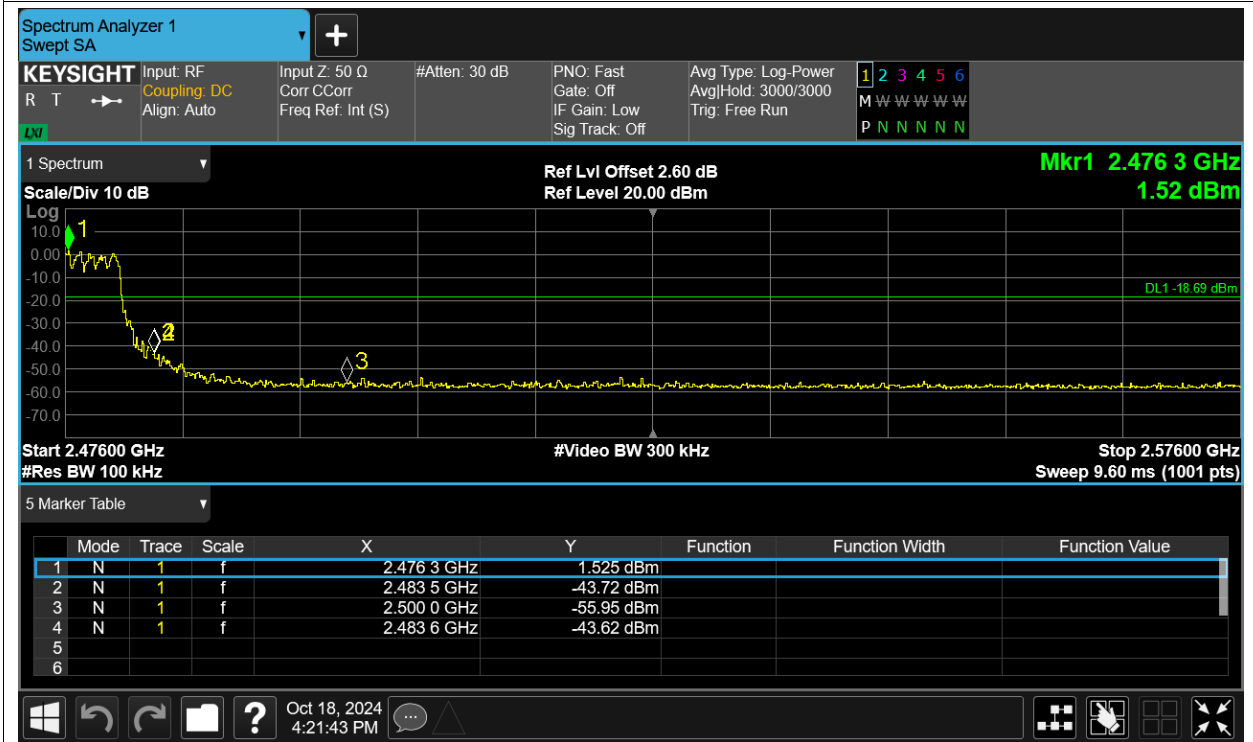 Spectrum Analyzer 1
Swept SA
KEYSIGHT Input: RF Input Z: 50 Ω #Atten: 30 dB PNO: Fast Avg Type: Log-Power 1 2 3 4 5 6
R T Coupling: DC Corr CCorr Gate: Off Avg|Hold: 3000/3000 M W W W W W
Align: Auto Freq Ref: Int (S) IF Gain: Low Trig: Free Run
LXI Sig Track: Off P N N N N N
1 Spectrum Ref Lvl Offset 2.60 dB Mkr1 2.476 3 GHz
Scale/Div 10 dB Ref Level 20.00 dBm 1.52 dBm
Log
10.0 1
0.00
-10.0
DL1 -18.69 dBm
-20.0
-30.0 2
-40.0
-50.0 3
-60.0
-70.0
Start 2.47600 GHz #Video BW 300 kHz Stop 2.57600 GHz
#Res BW 100 kHz Sweep 9.60 ms (1001 pts)
5 Marker Table
Mode Trace Scale X Y Function Function Width Function Value
1 N 1 f 2.476 3 GHz 1.525 dBm
2 N 1 f 2.483 5 GHz -43.72 dBm
3 N 1 f 2.500 0 GHz -55.95 dBm
4 N 1 f 2.483 6 GHz -43.62 dBm
5
6
? Oct 18, 2024
4:21:43 PM